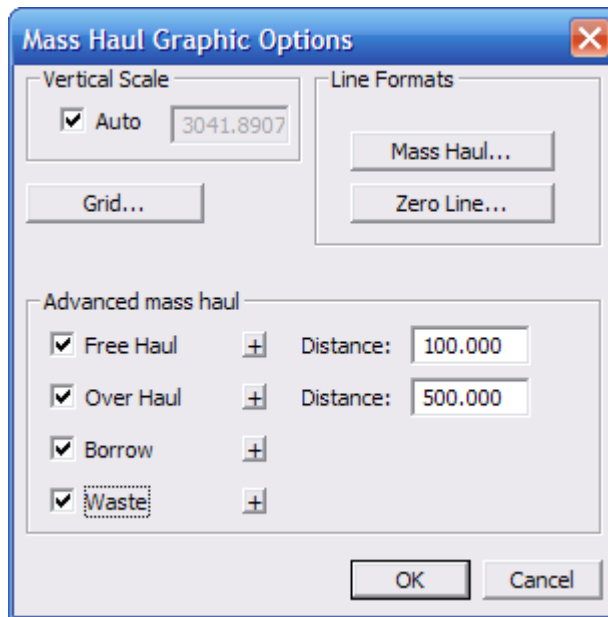 Mass Haul Graphic Options
Vertical Scale
Auto 3041.8907
Line Formats
Mass Haul...
Grid...
Zero Line...
Advanced mass haul
Free Haul + Distance: 100.000
Over Haul + Distance: 500.000
Borrow +
Waste +
OK Cancel